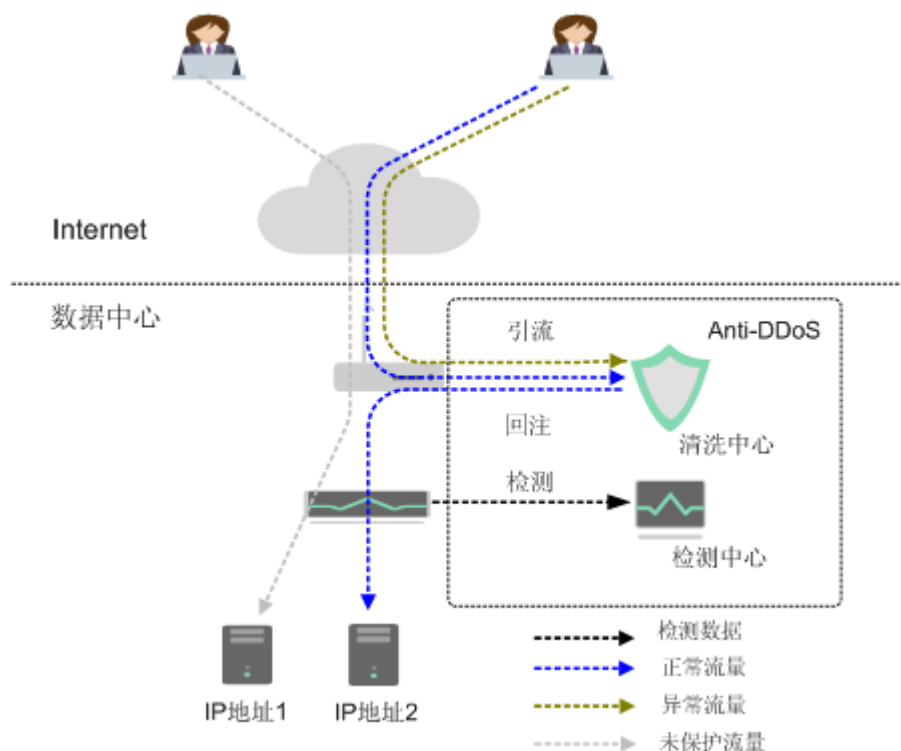 Internet
数据中心
引流
Anti-DDoS
回注
清洗中心
检测
检测中心
IP地址1
IP地址2
检测数据
正常流量
异常流量
未保护流量